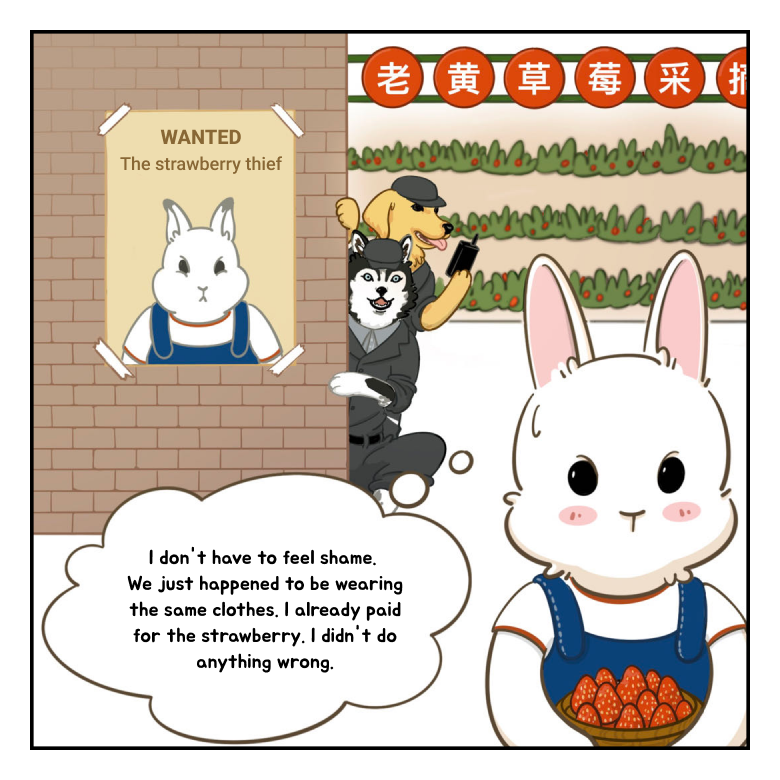 老黄草莓采摘
WANTED
The strawberry thief
I don't have to feel shame.
We just happened to be wearing
the same clothes. I already paid
for the strawberry. I didn't do
anything wrong.